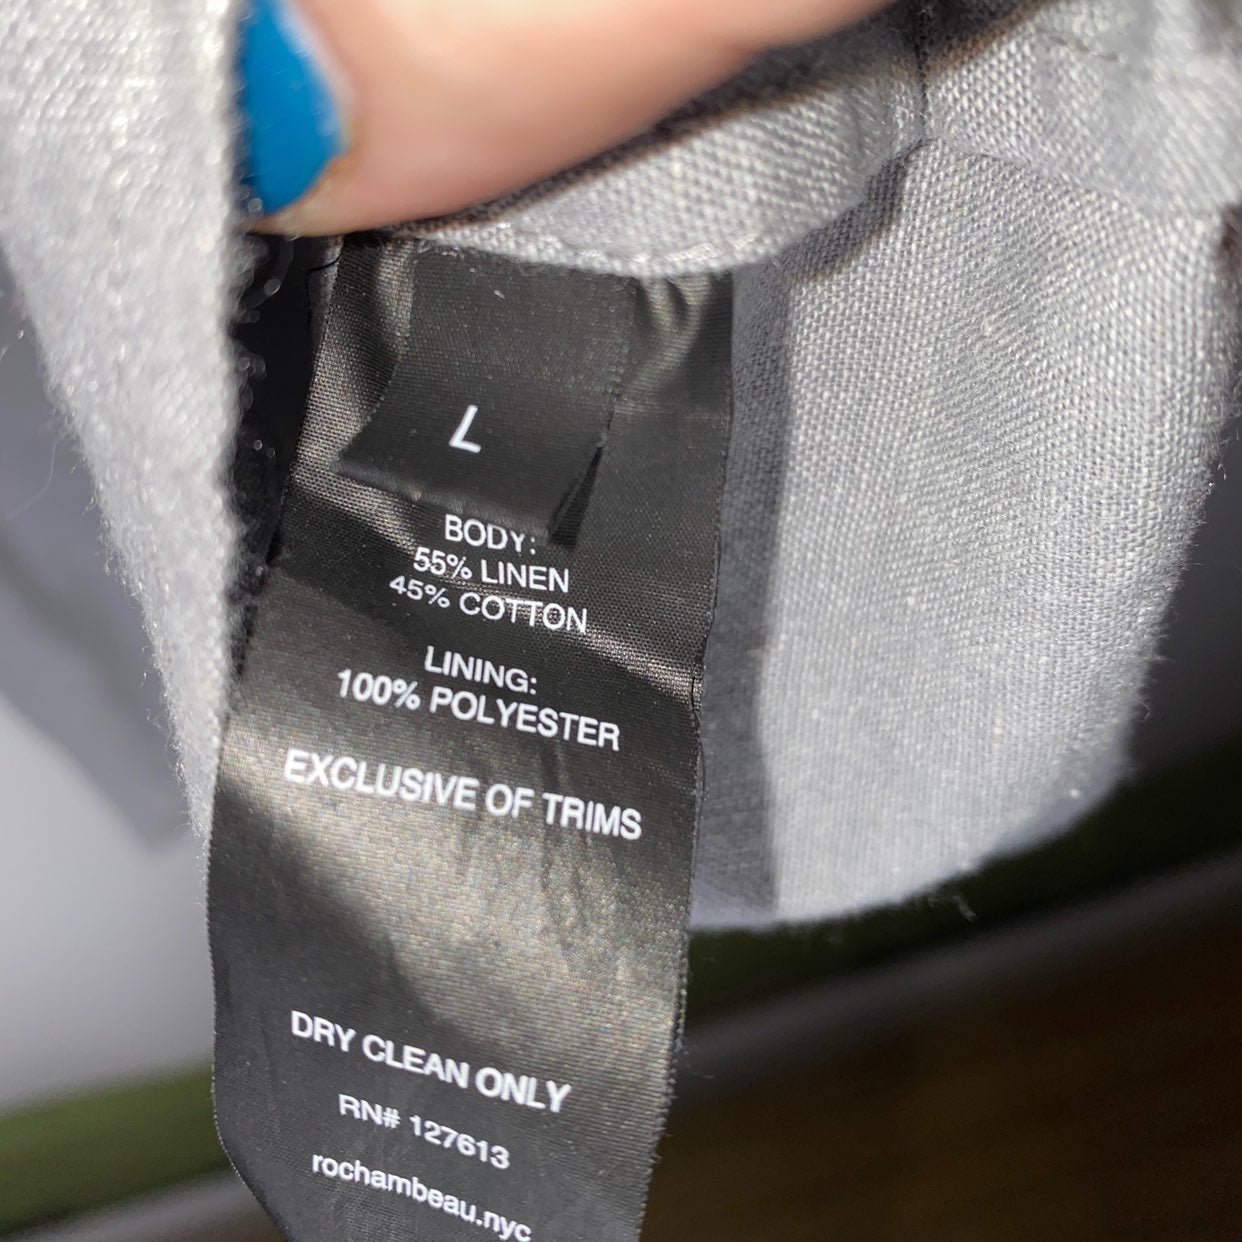 L
BODY:
55% LINEN
45% COTTON
LINING:
100% POLYESTER
EXCLUSIVE OF TRIMS
DRY CLEAN ONLY
RN# 127613
rochambeau.nyc